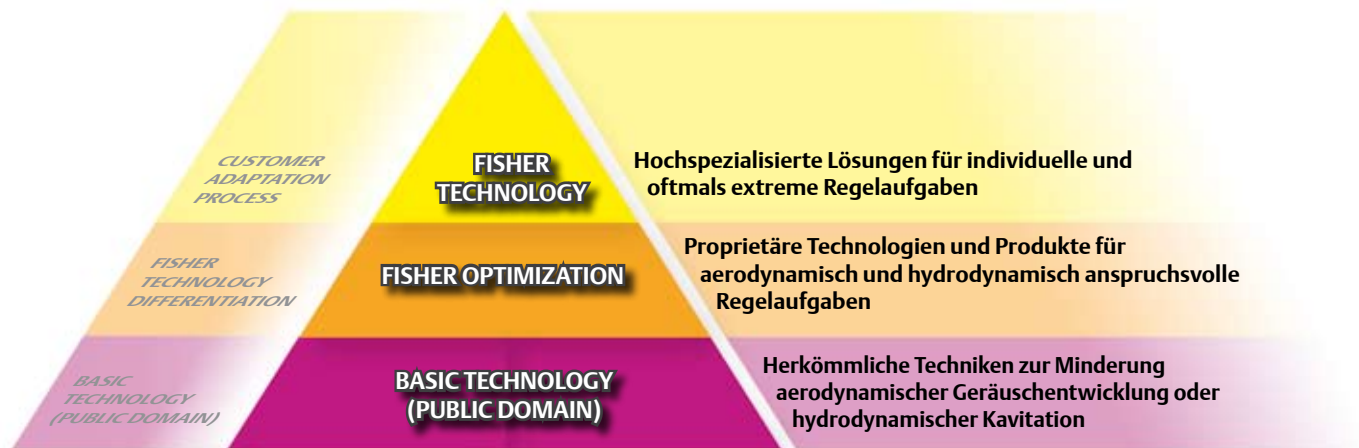 CUSTOMER
ADAPTATION
PROCESS
FISHER
TECHNOLOGY
Hochspezialisierte Lösungen für individuelle und
oftmals extreme Regelaufgaben
FISHER
TECHNOLOGY
DIFFERENTIATION
FISHER OPTIMIZATION
Proprietäre Technologien und Produkte für
aerodynamisch und hydrodynamisch anspruchsvolle
Regelaufgaben
BASIC
TECHNOLOGY
(PUBLIC DOMAIN)
BASIC TECHNOLOGY
(PUBLIC DOMAIN)
Herkömmliche Techniken zur Minderung
aerodynamischer Geräuschentwicklung oder
hydrodynamischer Kavitation